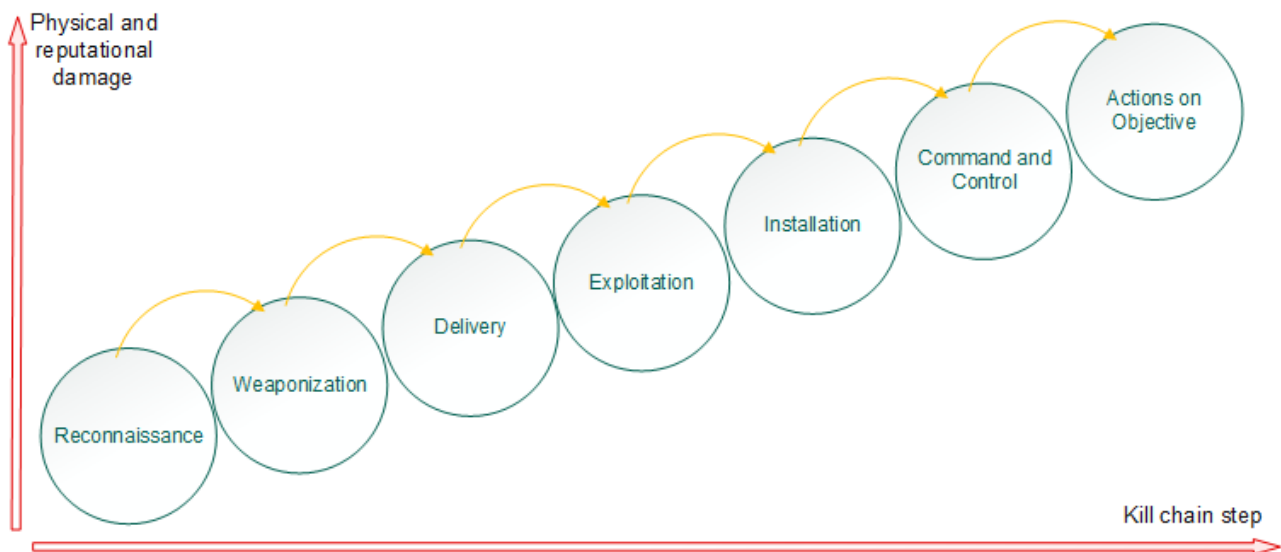 Physical and
reputational
damage
Reconnaissance
Weaponization
Delivery
Exploitation
Installation
Command and
Control
Actions on
Objective
Kill chain step